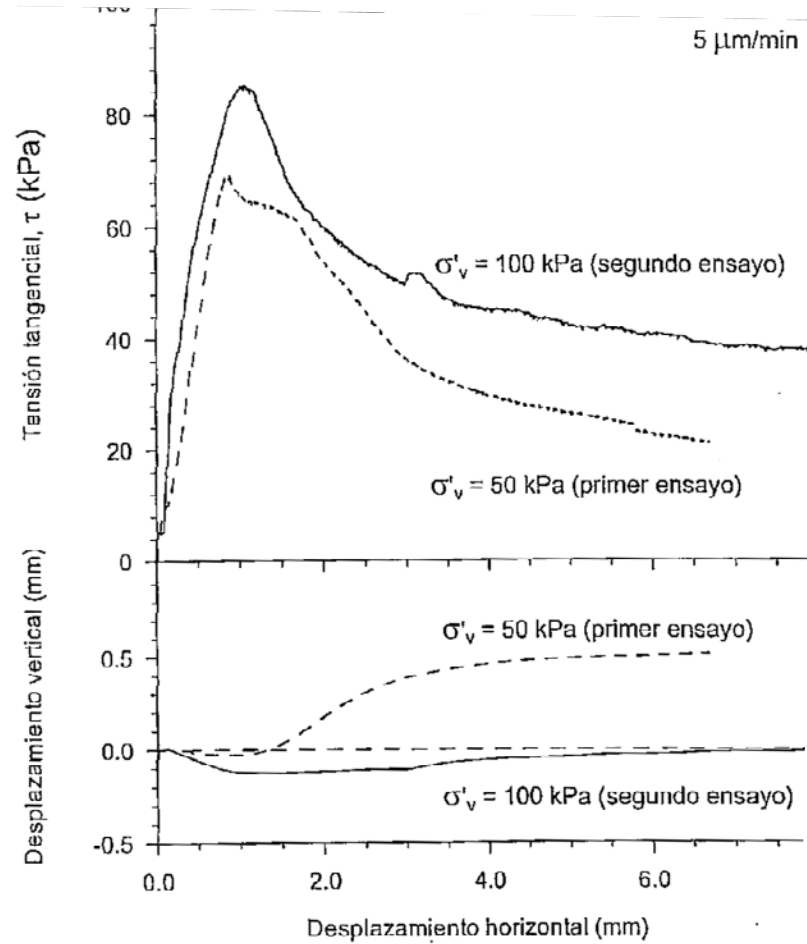 100
5 μm/min
80
60
40
20
0
Tensión tangencial, τ (kPa)
σ'v = 100 kPa (segundo ensayo)
σ'v = 50 kPa (primer ensayo)
Desplazamiento vertical (mm)
0.5
0.0
-0.5
σ'v = 50 kPa (primer ensayo)
σ'v = 100 kPa (segundo ensayo)
0.0 2.0 4.0 6.0
Desplazamiento horizontal (mm)